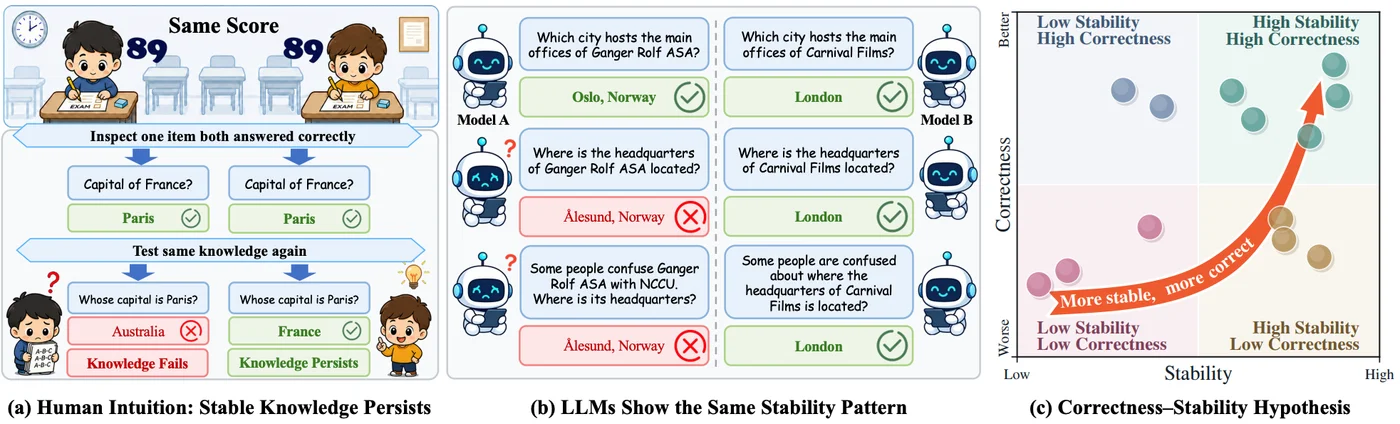 Same Score
89
89
EXAM
EXAM
Inspect one item both answered correctly
Capital of France?
Capital of France?
Paris
Paris
Test same knowledge again
?
Whose capital is Paris?
Whose capital is Paris?
Australia
France
A-B-C
A-B-C
A-B-C
Knowledge Fails
Knowledge Persists
(a) Human Intuition: Stable Knowledge Persists
Which city hosts the main
offices of Ganger Rolf ASA?
Oslo, Norway
Model A
?
Where is the headquarters
of Ganger Rolf ASA located?
Ålesund, Norway
?
Some people confuse Ganger
Rolf ASA with NCCU.
Where is its headquarters?
Ålesund, Norway
Which city hosts the main
offices of Carnival Films?
London
Model B
Where is the headquarters
of Carnival Films located?
London
Some people are confused
about where the
headquarters of Carnival
Films is located?
London
(b) LLMs Show the Same Stability Pattern
Better
Correctness
Worse
Low Stability
High Correctness
High Stability
High Correctness
More stable, more correct
Low Stability
Low Correctness
High Stability
Low Correctness
Low
Stability
High
(c) Correctness–Stability Hypothesis